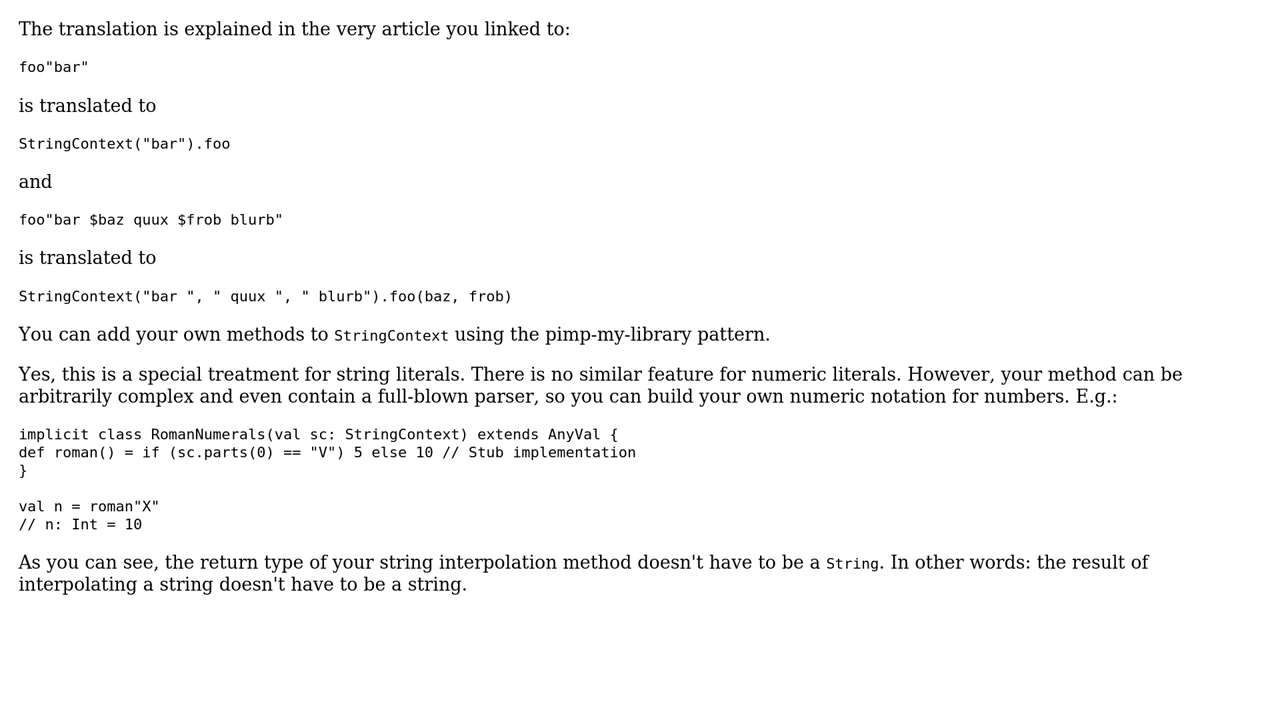 The translation is explained in the very article you linked to:
foo"bar"
is translated to
StringContext("bar").foo
and
foo"bar $baz quux $frob blurb"
is translated to
StringContext("bar ", " quux ", " blurb").foo(baz, frob)
You can add your own methods to StringContext using the pimp-my-library pattern.
Yes, this is a special treatment for string literals. There is no similar feature for numeric literals. However, your method can be
arbitrarily complex and even contain a full-blown parser, so you can build your own numeric notation for numbers. E.g.:
implicit class RomanNumerals(val sc: StringContext) extends AnyVal {
def roman() = if (sc.parts(0) == "V") 5 else 10 // Stub implementation
}
val n = roman"X"
// n: Int = 10
As you can see, the return type of your string interpolation method doesn't have to be a String. In other words: the result of
interpolating a string doesn't have to be a string.